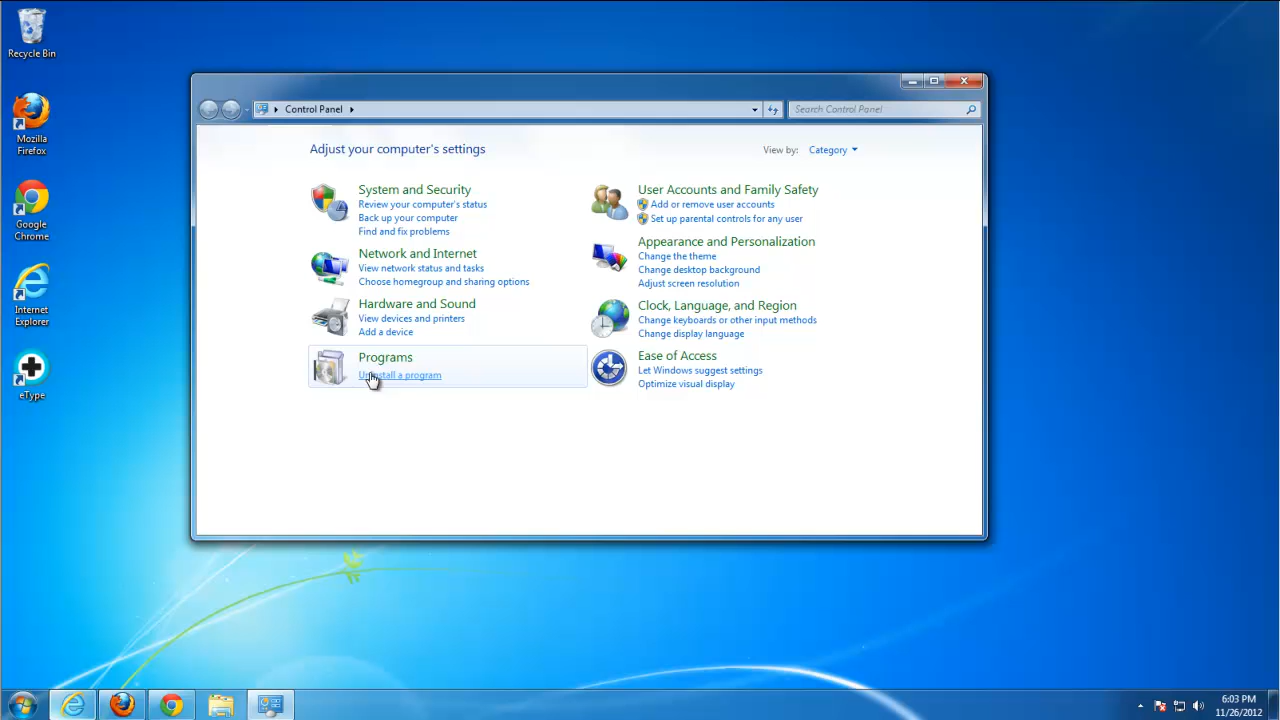 Recycle Bin
Mozilla
Firefox
Google
Chrome
Internet
Explorer
eType
Control Panel
Search Control Panel
Adjust your computer's settings
View by:
Category
System and Security
Review your computer's status
Back up your computer
Find and fix problems
Network and Internet
View network status and tasks
Choose homegroup and sharing options
Hardware and Sound
View devices and printers
Add a device
Programs
Uninstall a program
User Accounts and Family Safety
Add or remove user accounts
Set up parental controls for any user
Appearance and Personalization
Change the theme
Change desktop background
Adjust screen resolution
Clock, Language, and Region
Change keyboards or other input methods
Change display language
Ease of Access
Let Windows suggest settings
Optimize visual display
6:03 PM
11/26/2012